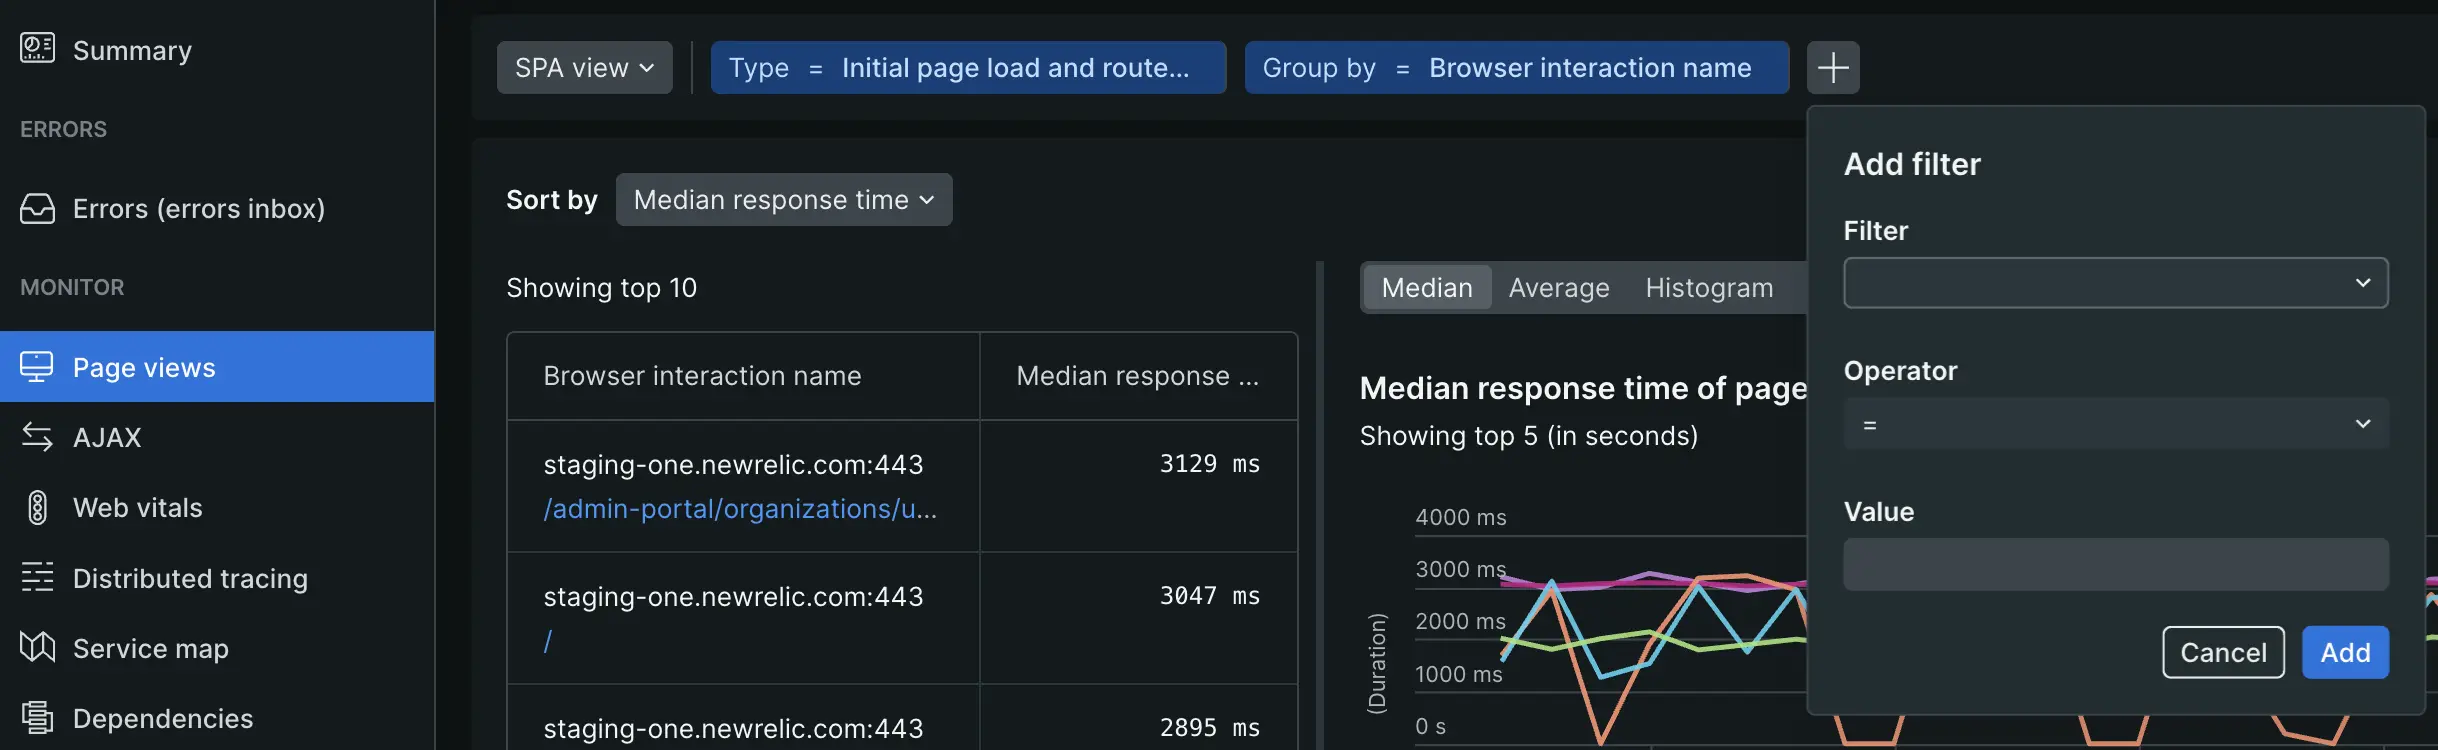 Summary
ERRORS
Errors (errors inbox)
MONITOR
Page views
AJAX
Web vitals
Distributed tracing
Service map
Dependencies
SPA view
Type = Initial page load and route...
Group by = Browser interaction name
Sort by Median response time
Showing top 10
Browser interaction name Median response ...
staging-one.newrelic.com:443 3129 ms
/admin-portal/organizations/u...
staging-one.newrelic.com:443 3047 ms
/
staging-one.newrelic.com:443 2895 ms
Median Average Histogram
Median response time of page
Showing top 5 (in seconds)
(Duration)
4000 ms
3000 ms
2000 ms
1000 ms
0 s
Add filter
Filter
Operator
=
Value
Cancel Add